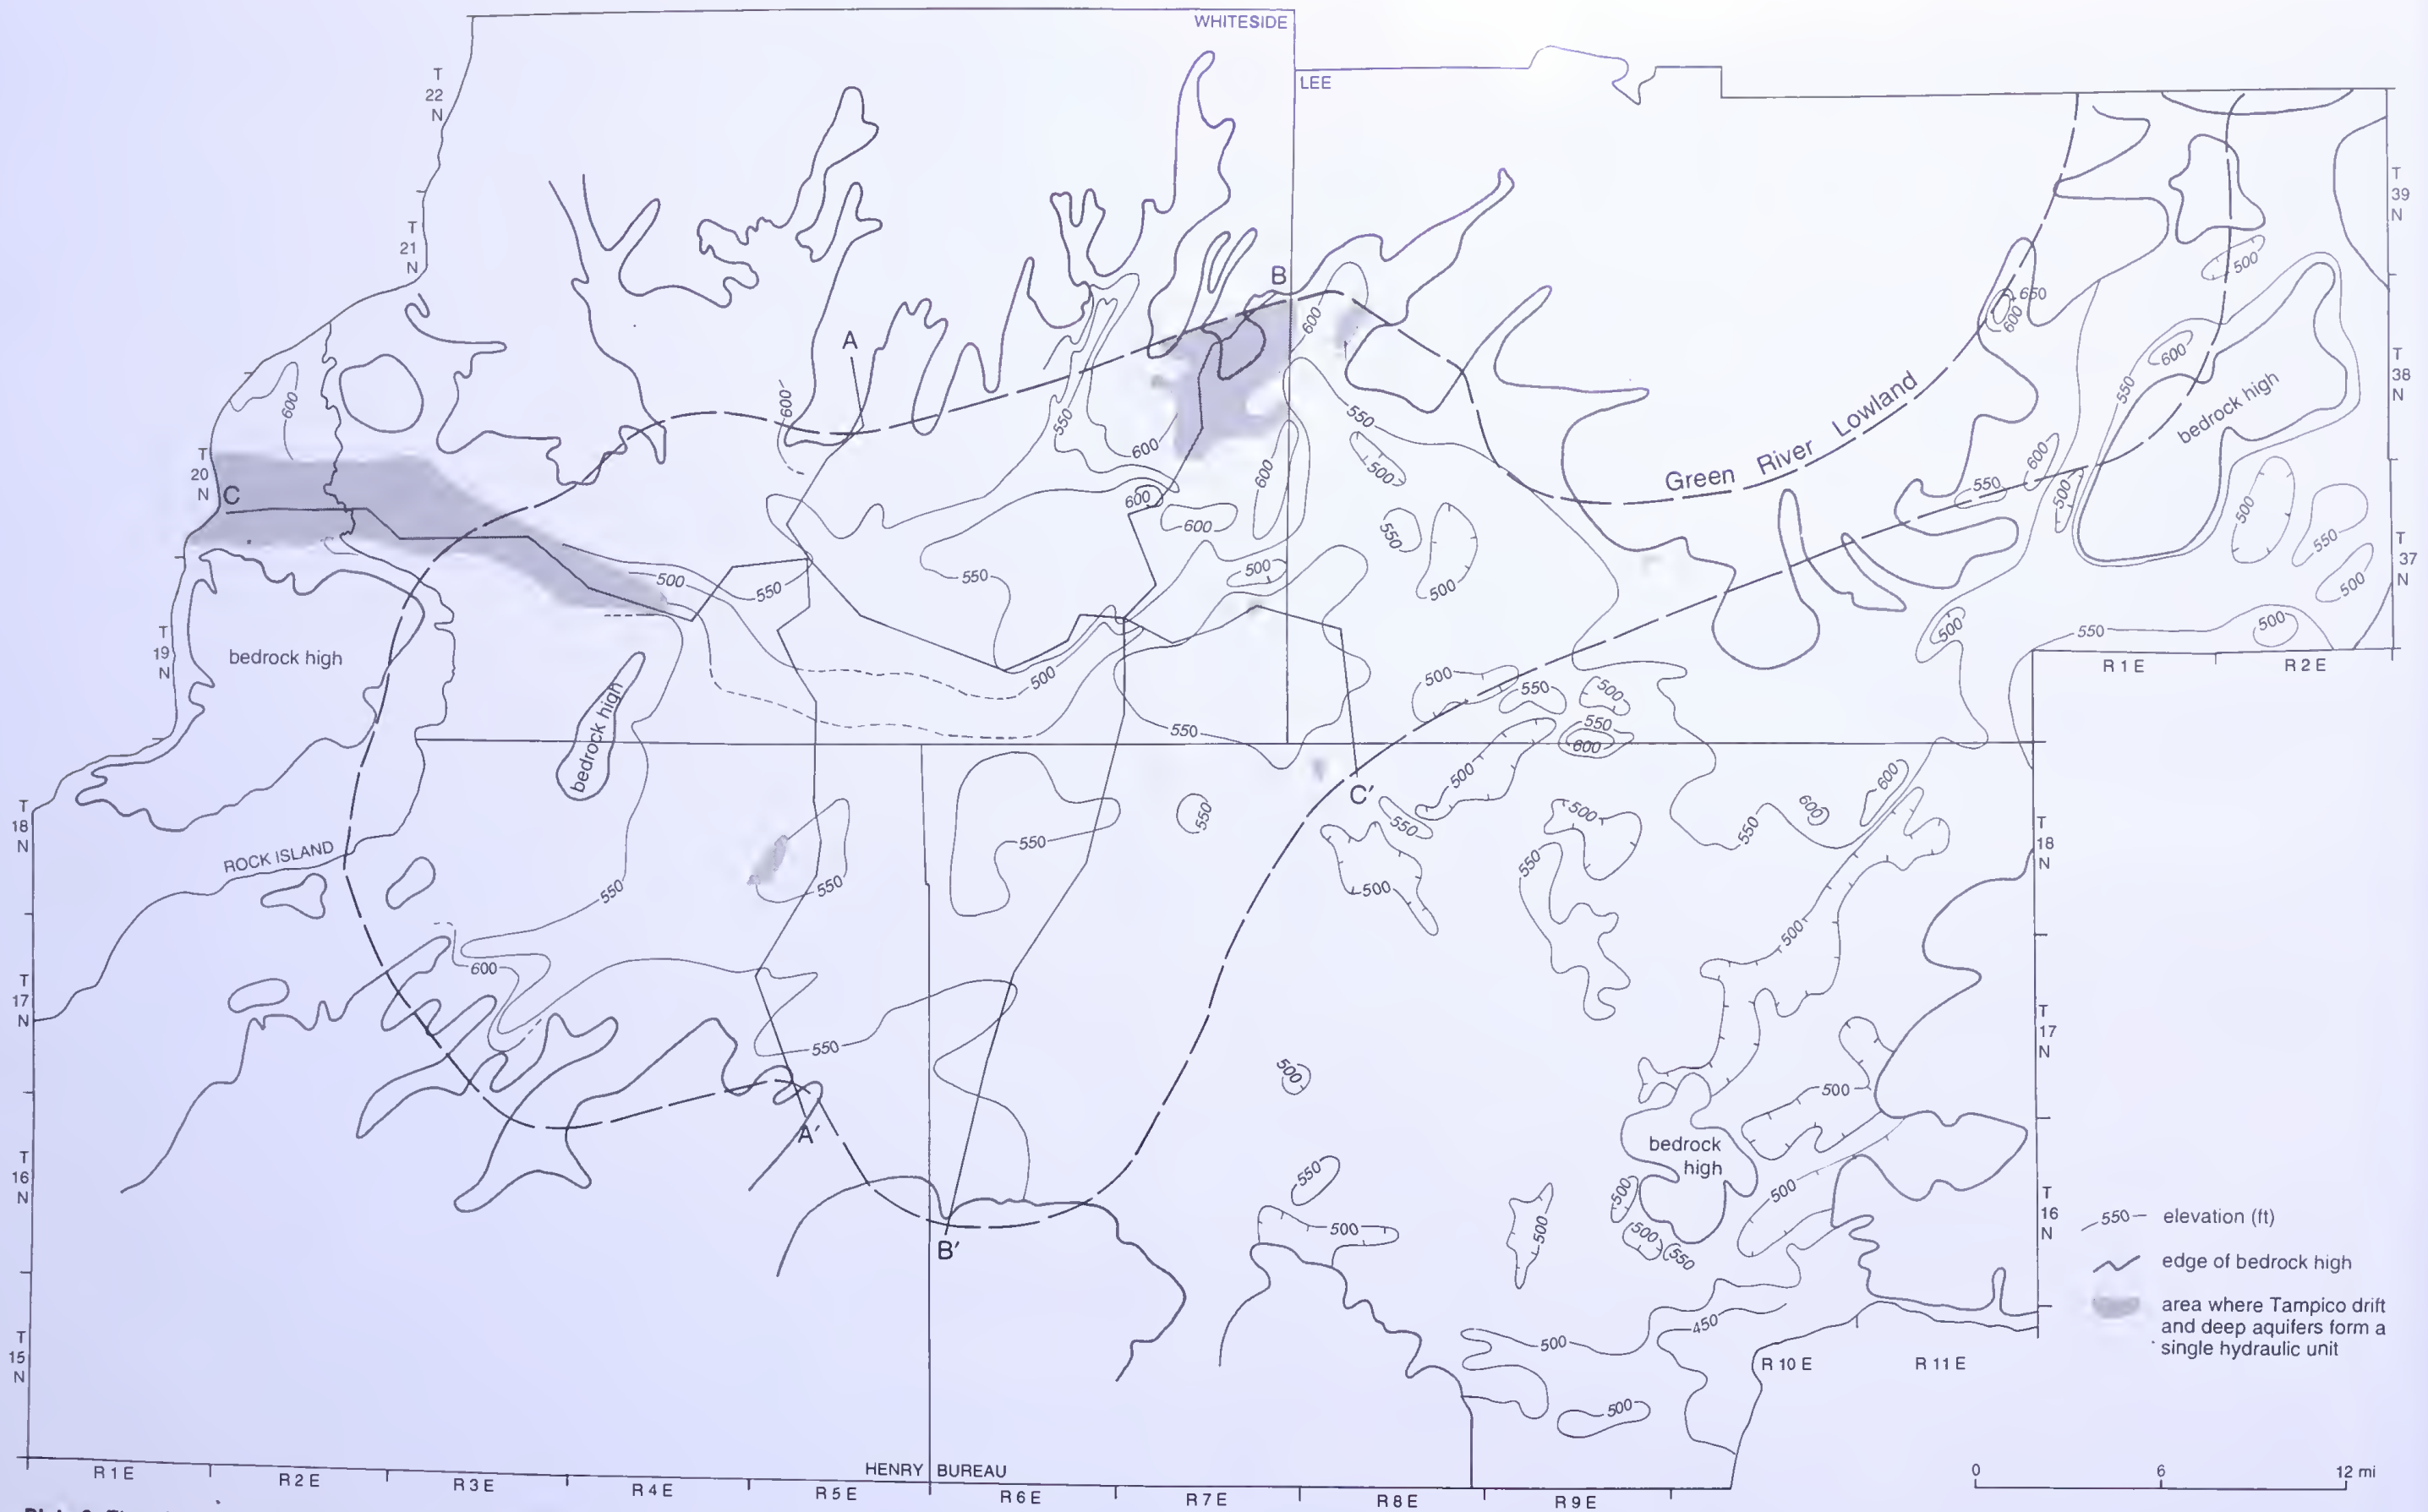 WHITESIDE
LEE
T
22
N
T
21
N
T
20
N
T
19
N
T
18
N
T
17
N
T
16
N
T
15
N
T
39
N
T
38
N
T
37
N
T
18
N
T
17
N
T
16
N
A
B
C
A′
B′
C′
Green River Lowland
bedrock high
bedrock high
bedrock high
bedrock
high
ROCK ISLAND
HENRY
BUREAU
600
600
600
550
600
600
600
600
550
500
550
500
550
500
550
500
500
550
500
550
600
650
600
600
550
500
500
550
500
550
500
600
500
550
500
500
550
500
550
600
500
550
500
550
500
550
600
600
500
550
550
550
550
600
550
500
550
500
500
500
500
550
500
500
500
450
500
500
R 1 E
R 2 E
R 1 E
R 2 E
R 3 E
R 4 E
R 5 E
R 6 E
R 7 E
R 8 E
R 9 E
R 10 E
R 11 E
550 elevation (ft)
edge of bedrock high
area where Tampico drift
and deep aquifers form a
single hydraulic unit
0 6 12 mi